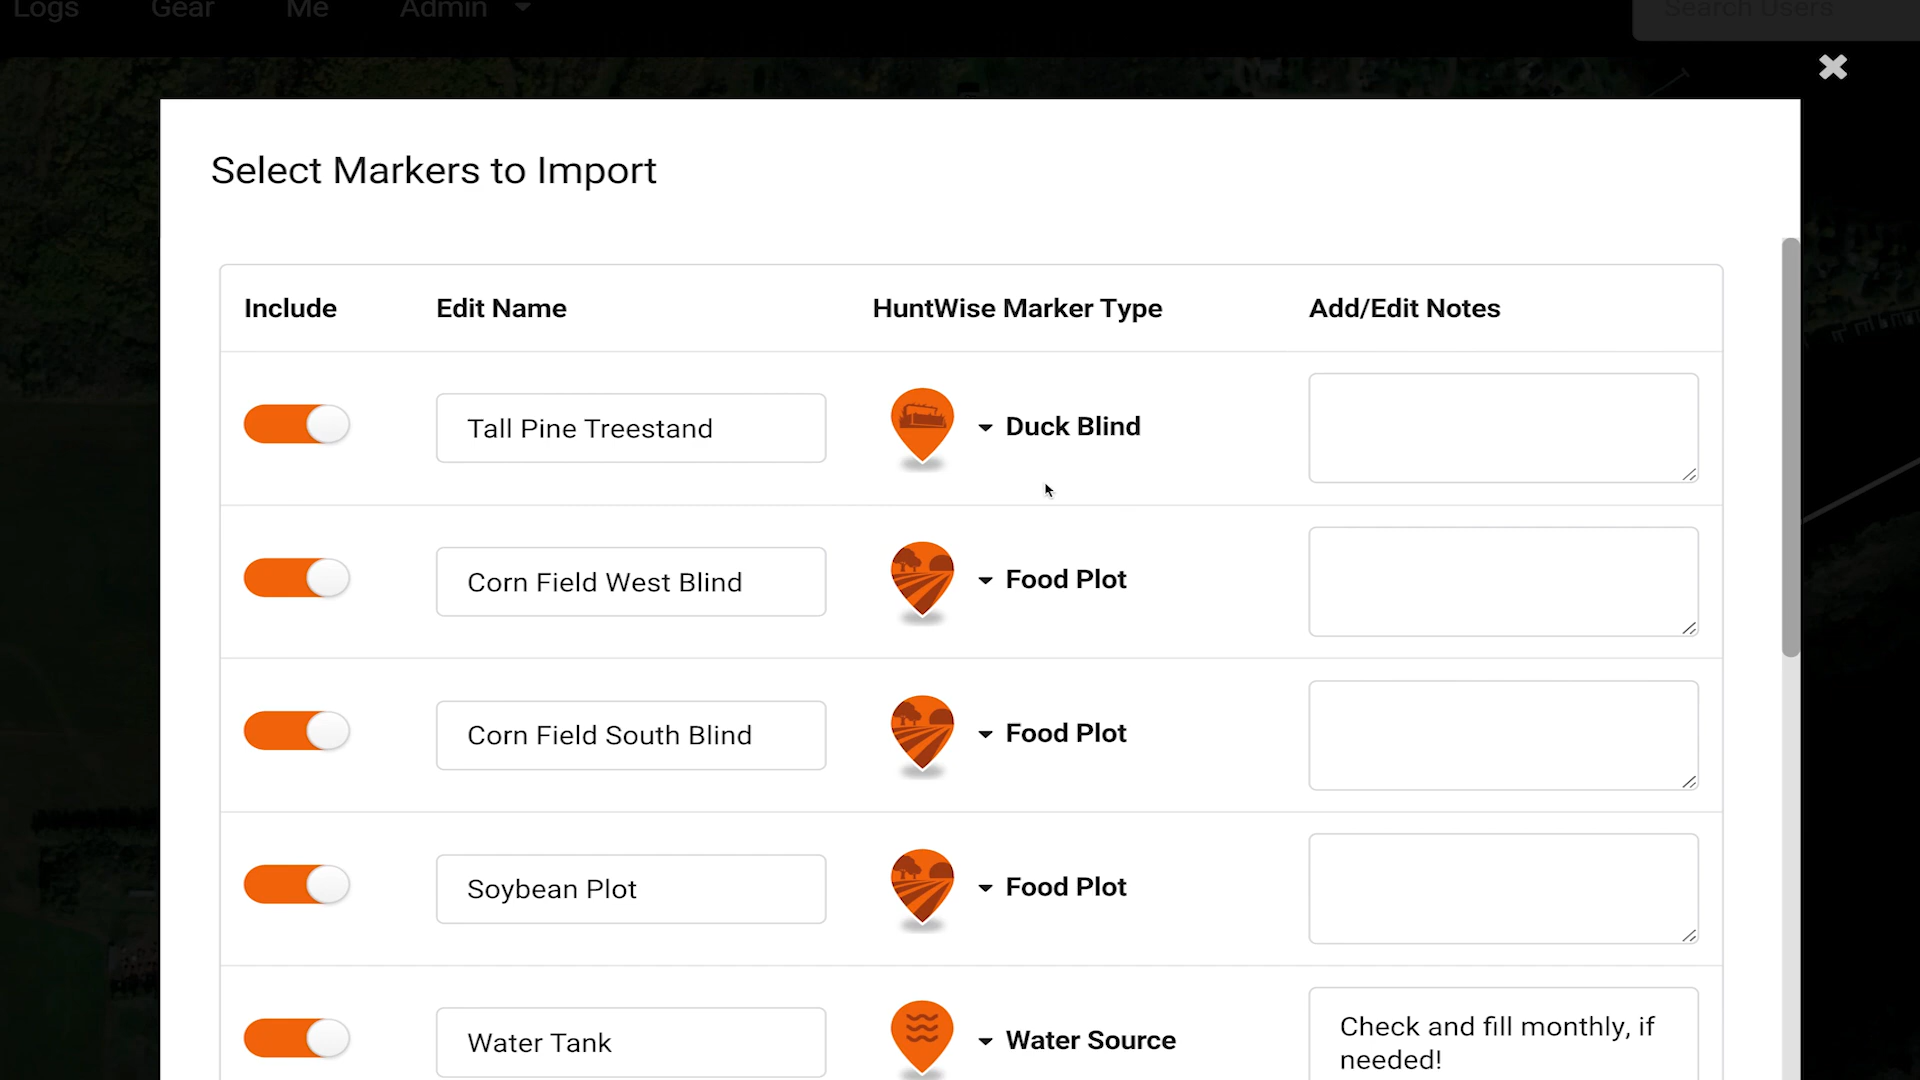 Logs Gear Me Admin Search Users
Select Markers to Import
Include Edit Name HuntWise Marker Type Add/Edit Notes
Tall Pine Treestand Duck Blind
Corn Field West Blind Food Plot
Corn Field South Blind Food Plot
Soybean Plot Food Plot
Water Tank Water Source Check and fill monthly, if
needed!